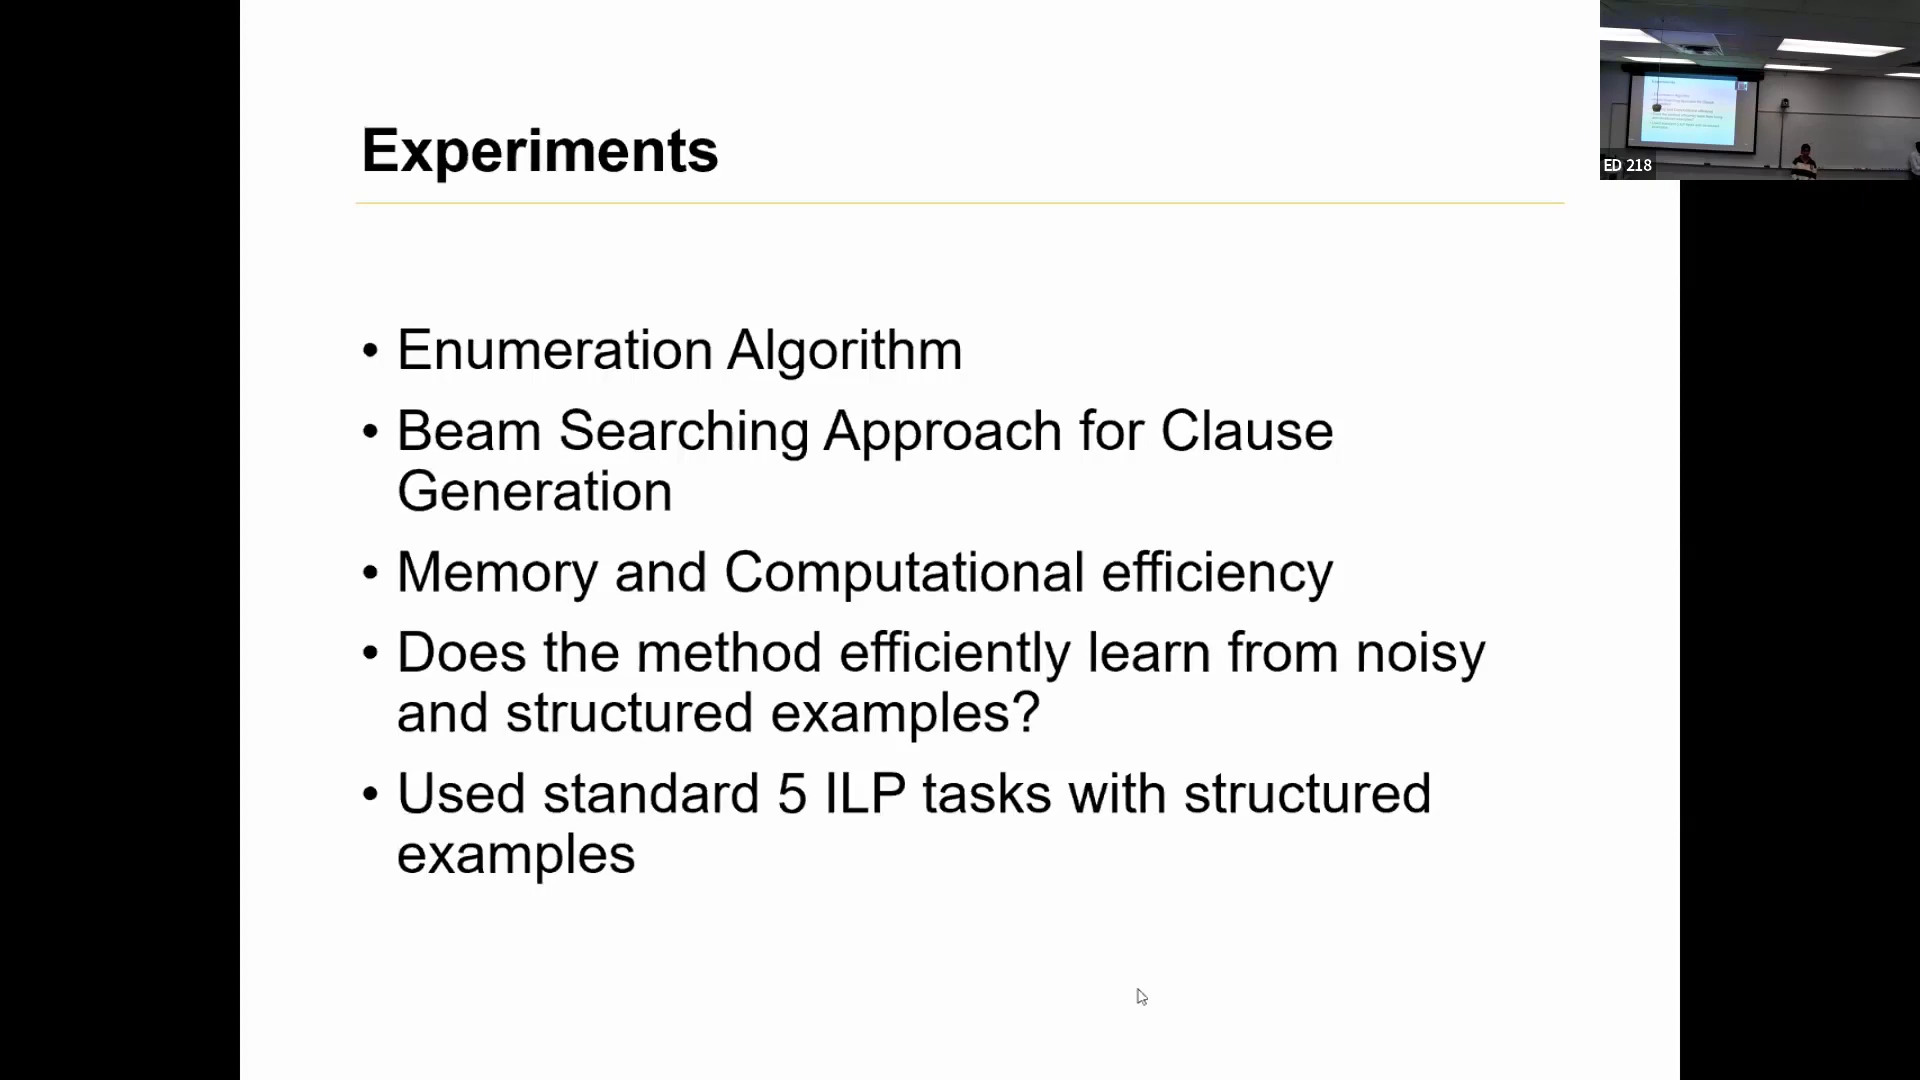 Experiments
• Enumeration Algorithm
• Beam Searching Approach for Clause
Generation
• Memory and Computational efficiency
• Does the method efficiently learn from noisy
and structured examples?
• Used standard 5 ILP tasks with structured
examples
ED 218